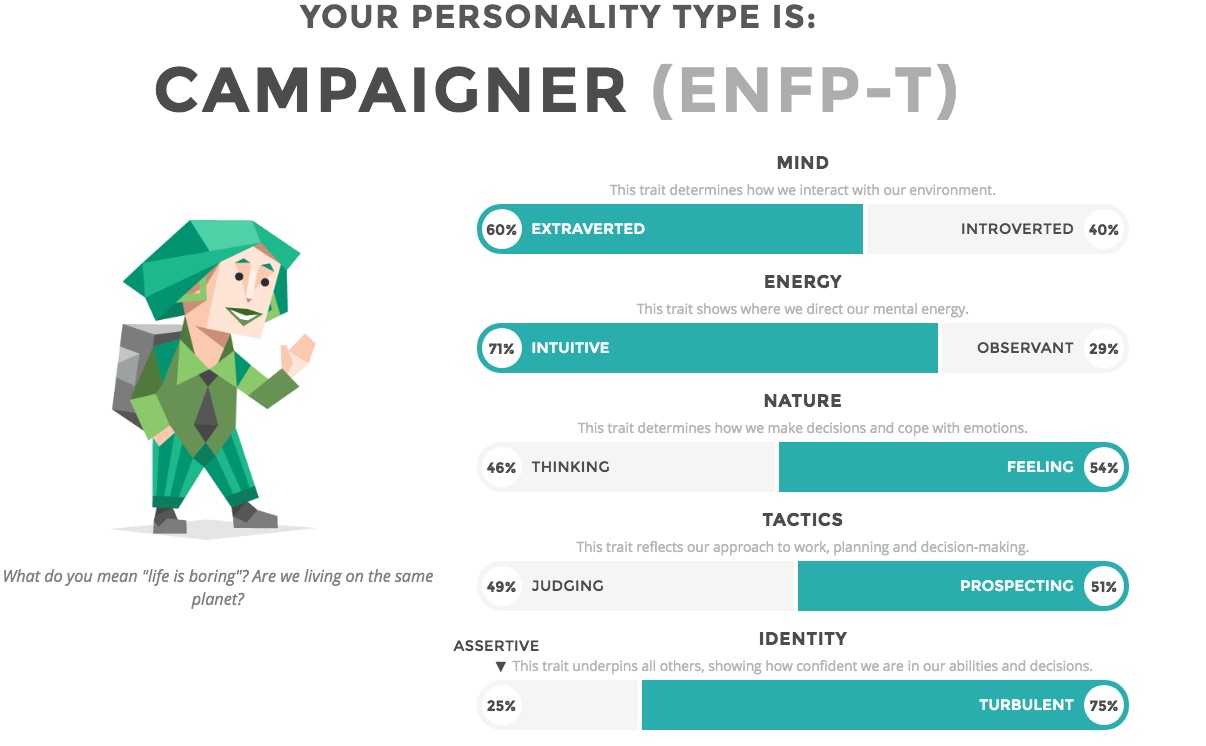 YOUR PERSONALITY TYPE IS:
CAMPAIGNER (ENFP-T)
What do you mean "life is boring"? Are we living on the same
planet?
MIND
This trait determines how we interact with our environment.
60% EXTRAVERTED INTROVERTED 40%
ENERGY
This trait shows where we direct our mental energy.
71% INTUITIVE OBSERVANT 29%
NATURE
This trait determines how we make decisions and cope with emotions.
46% THINKING FEELING 54%
TACTICS
This trait reflects our approach to work, planning and decision-making.
49% JUDGING PROSPECTING 51%
IDENTITY
ASSERTIVE
▼ This trait underpins all others, showing how confident we are in our abilities and decisions.
25% TURBULENT 75%